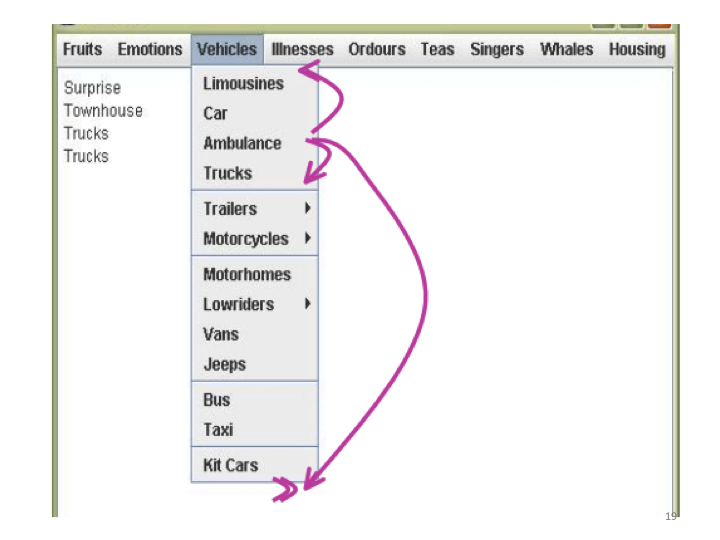 Fruits Emotions Vehicles Illnesses Ordours Teas Singers Whales Housing
Surprise
Townhouse
Trucks
Trucks
Limousines
Car
Ambulance
Trucks
Trailers
Motorcycles
Motorhomes
Lowriders
Vans
Jeeps
Bus
Taxi
Kit Cars
19